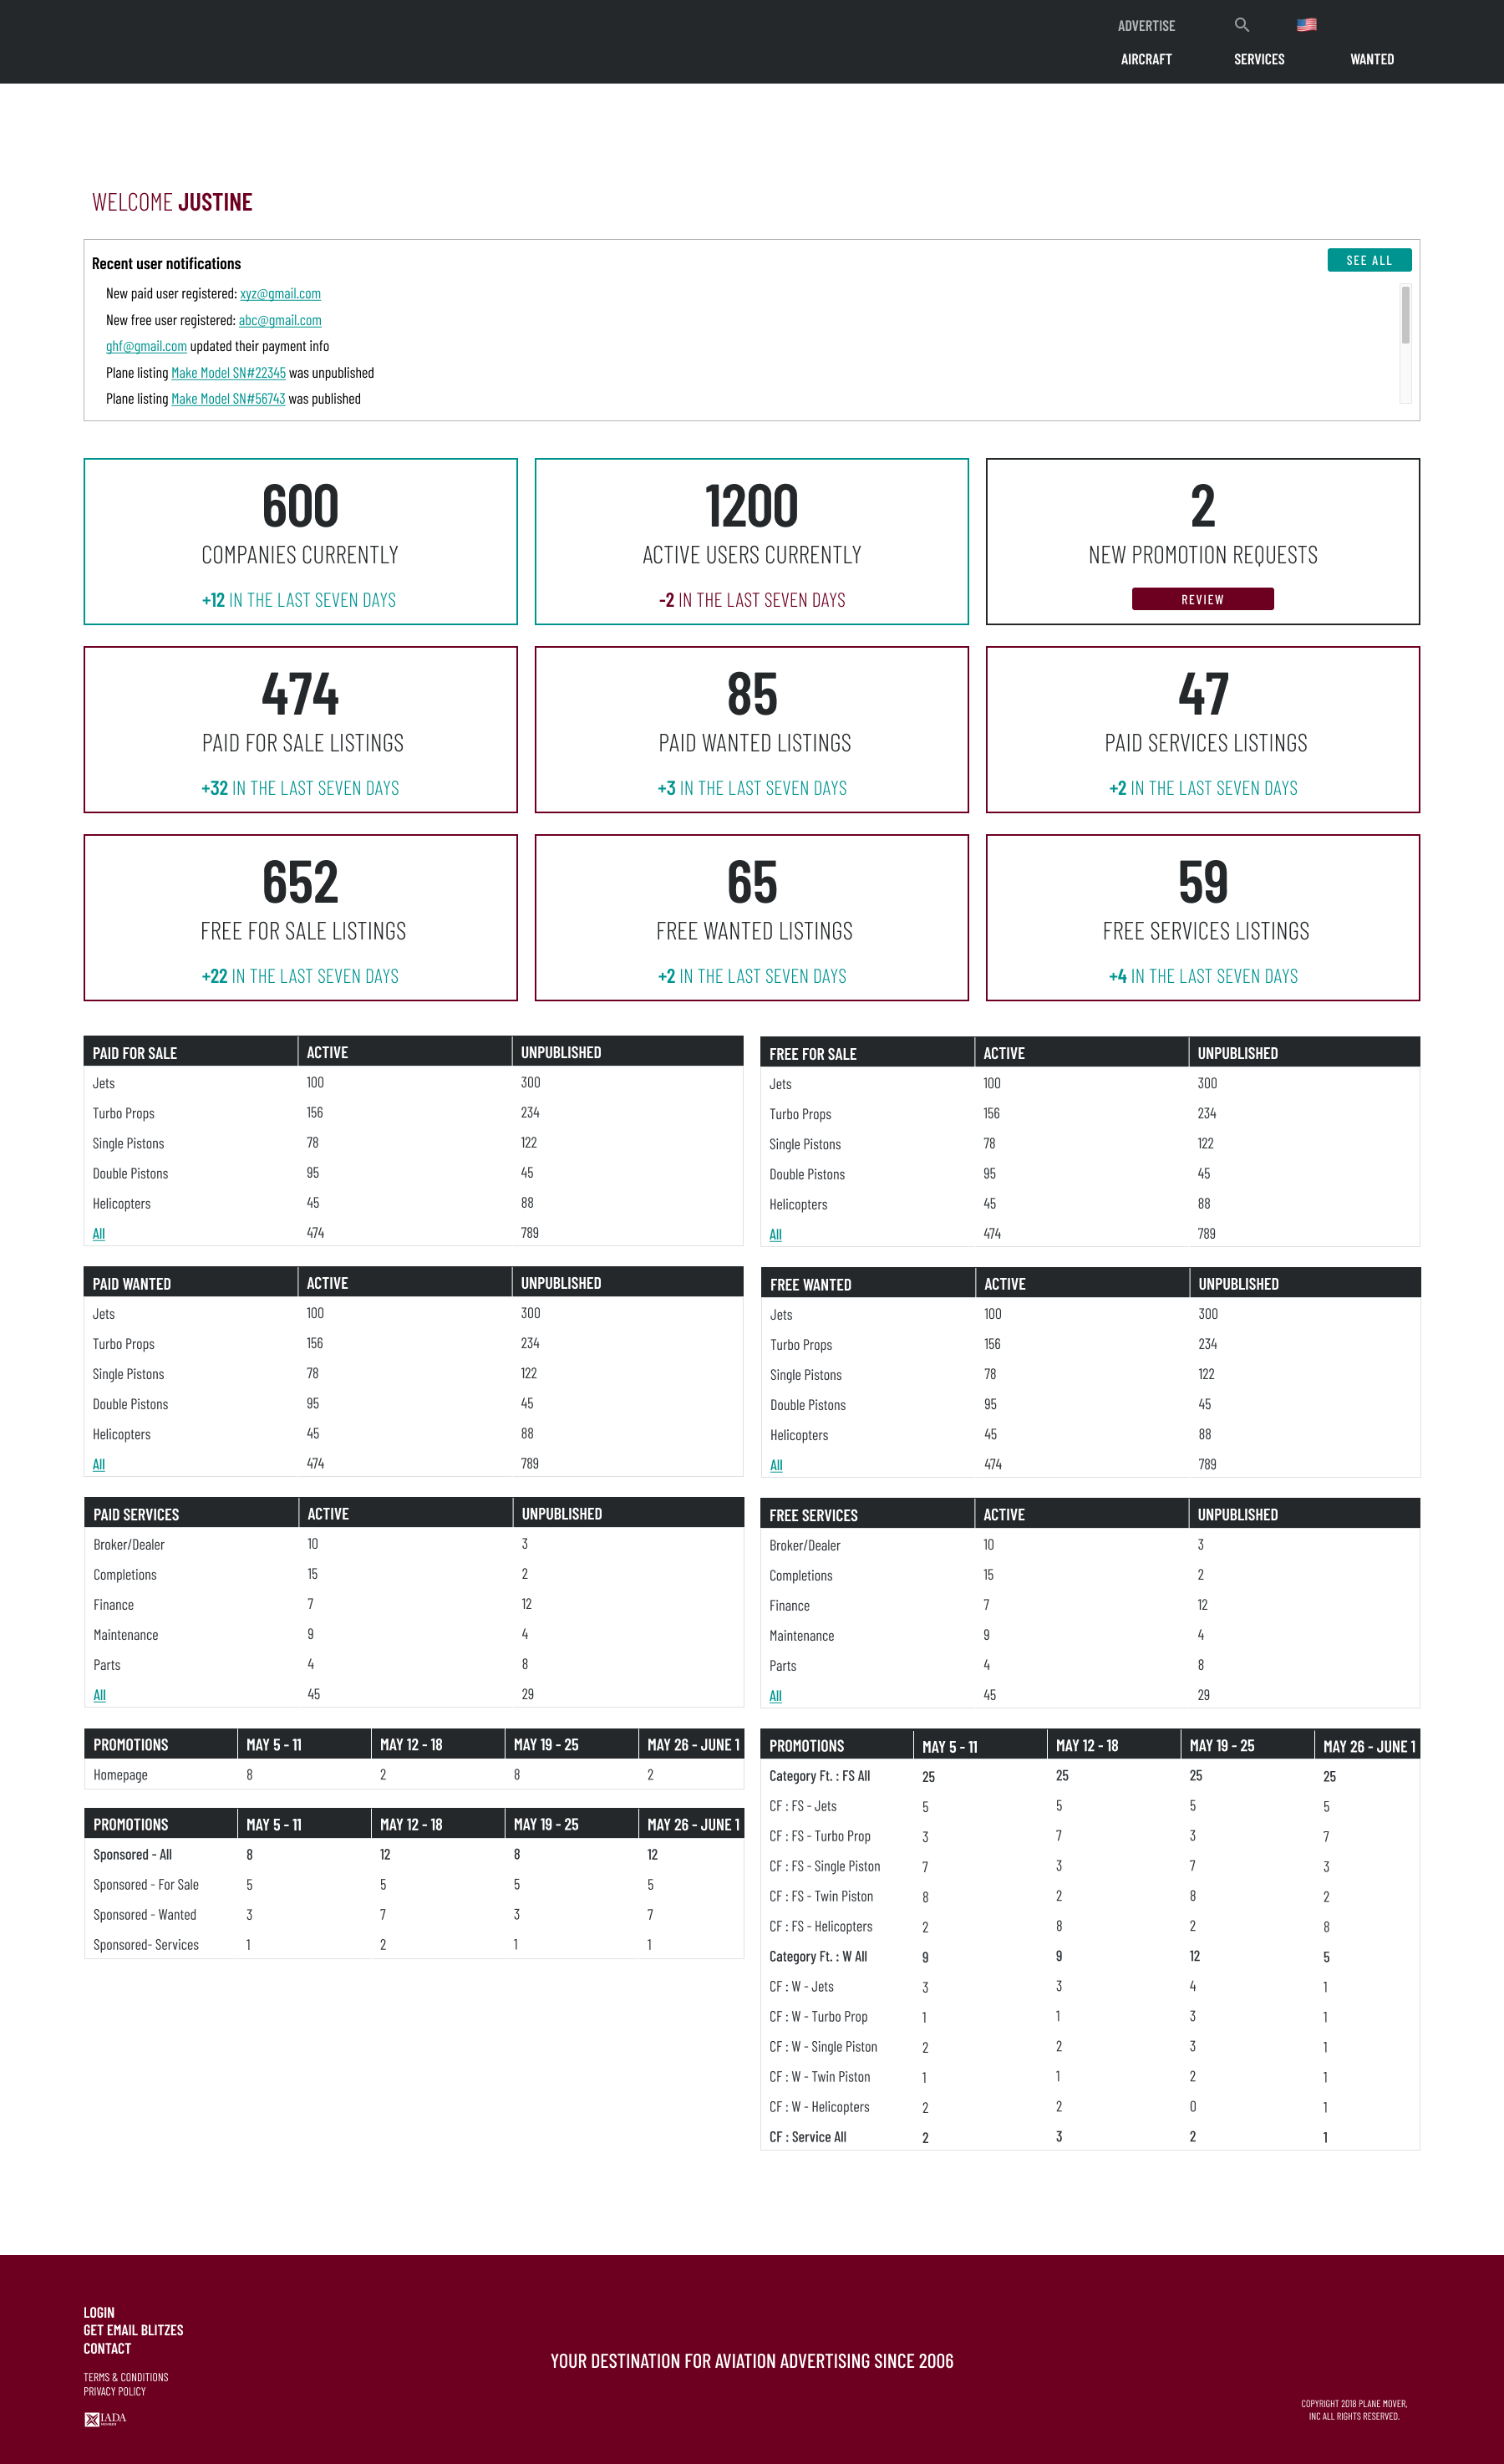 ADVERTISE
AIRCRAFT SERVICES WANTED
WELCOME JUSTINE
Recent user notifications
SEE ALL
New paid user registered: xyz@gmail.com
New free user registered: abc@gmail.com
ghf@gmail.com updated their payment info
Plane listing Make Model SN#22345 was unpublished
Plane listing Make Model SN#56743 was published
600
COMPANIES CURRENTLY
+12 IN THE LAST SEVEN DAYS
1200
ACTIVE USERS CURRENTLY
-2 IN THE LAST SEVEN DAYS
2
NEW PROMOTION REQUESTS
REVIEW
474
PAID FOR SALE LISTINGS
+32 IN THE LAST SEVEN DAYS
85
PAID WANTED LISTINGS
+3 IN THE LAST SEVEN DAYS
47
PAID SERVICES LISTINGS
+2 IN THE LAST SEVEN DAYS
652
FREE FOR SALE LISTINGS
+22 IN THE LAST SEVEN DAYS
65
FREE WANTED LISTINGS
+2 IN THE LAST SEVEN DAYS
59
FREE SERVICES LISTINGS
+4 IN THE LAST SEVEN DAYS
PAID FOR SALE ACTIVE UNPUBLISHED
Jets 100 300
Turbo Props 156 234
Single Pistons 78 122
Double Pistons 95 45
Helicopters 45 88
All 474 789
FREE FOR SALE ACTIVE UNPUBLISHED
Jets 100 300
Turbo Props 156 234
Single Pistons 78 122
Double Pistons 95 45
Helicopters 45 88
All 474 789
PAID WANTED ACTIVE UNPUBLISHED
Jets 100 300
Turbo Props 156 234
Single Pistons 78 122
Double Pistons 95 45
Helicopters 45 88
All 474 789
FREE WANTED ACTIVE UNPUBLISHED
Jets 100 300
Turbo Props 156 234
Single Pistons 78 122
Double Pistons 95 45
Helicopters 45 88
All 474 789
PAID SERVICES ACTIVE UNPUBLISHED
Broker/Dealer 10 3
Completions 15 2
Finance 7 12
Maintenance 9 4
Parts 4 8
All 45 29
FREE SERVICES ACTIVE UNPUBLISHED
Broker/Dealer 10 3
Completions 15 2
Finance 7 12
Maintenance 9 4
Parts 4 8
All 45 29
PROMOTIONS MAY 5 - 11 MAY 12 - 18 MAY 19 - 25 MAY 26 - JUNE 1
Homepage 8 2 8 2
PROMOTIONS MAY 5 - 11 MAY 12 - 18 MAY 19 - 25 MAY 26 - JUNE 1
Sponsored - All 8 12 8 12
Sponsored - For Sale 5 5 5 5
Sponsored - Wanted 3 7 3 7
Sponsored- Services 1 2 1 1
PROMOTIONS MAY 5 - 11 MAY 12 - 18 MAY 19 - 25 MAY 26 - JUNE 1
Category Ft. : FS All 25 25 25 25
CF : FS - Jets 5 5 5 5
CF : FS - Turbo Prop 3 7 3 7
CF : FS - Single Piston 7 3 7 3
CF : FS - Twin Piston 8 2 8 2
CF : FS - Helicopters 2 8 2 8
Category Ft. : W All 9 9 12 5
CF : W - Jets 3 3 4 1
CF : W - Turbo Prop 1 1 3 1
CF : W - Single Piston 2 2 3 1
CF : W - Twin Piston 1 1 2 1
CF : W - Helicopters 2 2 0 1
CF : Service All 2 3 2 1
LOGIN
GET EMAIL BLITZES
CONTACT
TERMS & CONDITIONS
PRIVACY POLICY
IADA
YOUR DESTINATION FOR AVIATION ADVERTISING SINCE 2006
COPYRIGHT 2018 PLANE MOVER,
INC ALL RIGHTS RESERVED.